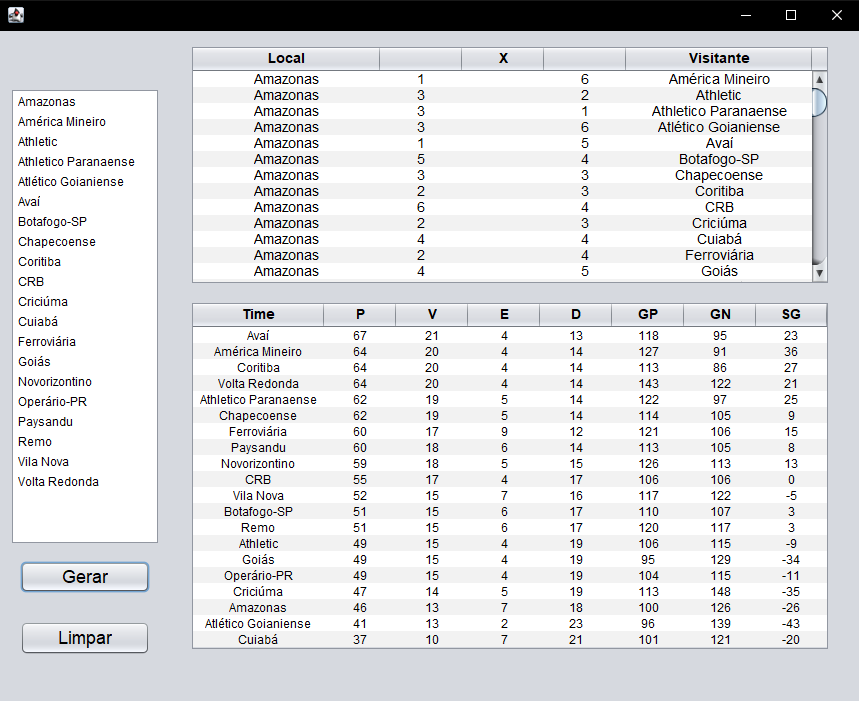 Local X Visitante
Amazonas 1 6 América Mineiro
Amazonas 3 2 Athletic
Amazonas 3 1 Athletico Paranaense
Amazonas 3 6 Atlético Goianiense
Amazonas 1 5 Avaí
Amazonas 5 4 Botafogo-SP
Amazonas 3 3 Chapecoense
Amazonas 2 3 Coritiba
Amazonas 6 4 CRB
Amazonas 2 3 Criciúma
Amazonas 4 4 Cuiabá
Amazonas 2 4 Ferroviária
Amazonas 4 5 Goiás
Amazonas
América Mineiro
Athletic
Athletico Paranaense
Atlético Goianiense
Avaí
Botafogo-SP
Chapecoense
Coritiba
CRB
Criciúma
Cuiabá
Ferroviária
Goiás
Novorizontino
Operário-PR
Paysandu
Remo
Vila Nova
Volta Redonda
Time P V E D GP GN SG
Avaí 67 21 4 13 118 95 23
América Mineiro 64 20 4 14 127 91 36
Coritiba 64 20 4 14 113 86 27
Volta Redonda 64 20 4 14 143 122 21
Athletico Paranaense 62 19 5 14 122 97 25
Chapecoense 62 19 5 14 114 105 9
Ferroviária 60 17 9 12 121 106 15
Paysandu 60 18 6 14 113 105 8
Novorizontino 59 18 5 15 126 113 13
CRB 55 17 4 17 106 106 0
Vila Nova 52 15 7 16 117 122 -5
Botafogo-SP 51 15 6 17 110 107 3
Remo 51 15 6 17 120 117 3
Athletic 49 15 4 19 106 115 -9
Goiás 49 15 4 19 95 129 -34
Operário-PR 49 15 4 19 104 115 -11
Criciúma 47 14 5 19 113 148 -35
Amazonas 46 13 7 18 100 126 -26
Atlético Goianiense 41 13 2 23 96 139 -43
Cuiabá 37 10 7 21 101 121 -20
Gerar
Limpar